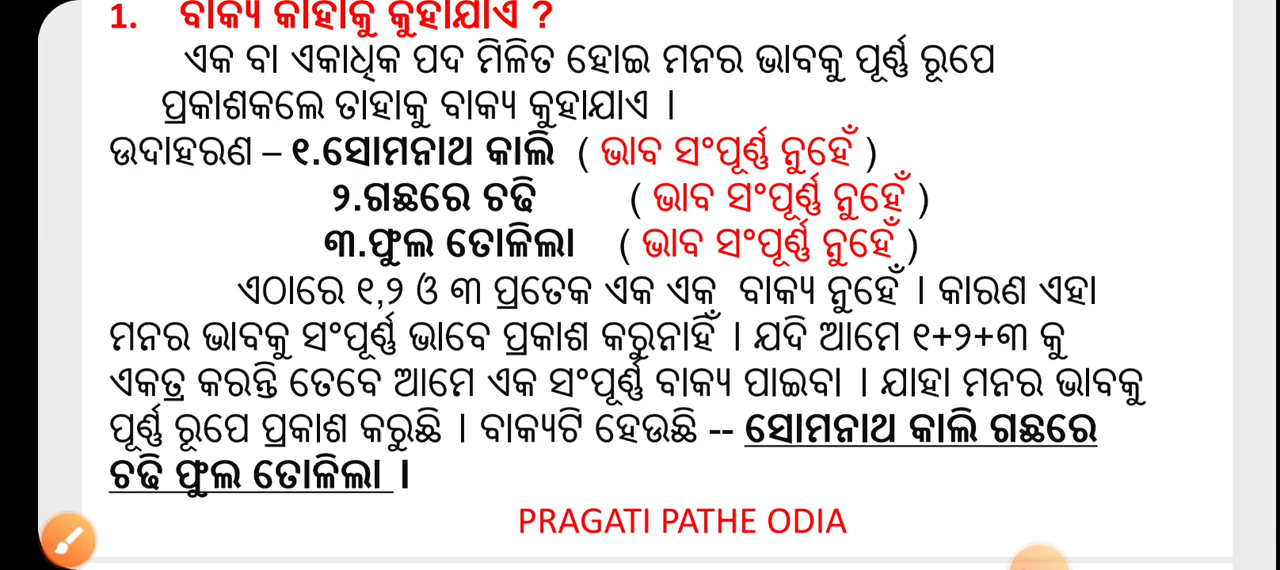 1. ବାକ୍ୟ କାହାକୁ କୁହାଯାଏ ?
ଏକ ବା ଏକାଧିକ ପଦ ମିଳିତ ହୋଇ ମନର ଭାବକୁ ପୂର୍ଣ୍ଣ ରୂପେ
ପ୍ରକାଶକଲେ ତାହାକୁ ବାକ୍ୟ କୁହାଯାଏ ।
ଉଦାହରଣ – ୧.ସୋମନାଥ କାଲି ( ଭାବ ସଂପୂର୍ଣ୍ଣ ନୁହେଁ )
୨.ଗଛରେ ଚଢି ( ଭାବ ସଂପୂର୍ଣ୍ଣ ନୁହେଁ )
୩.ଫୁଲ ତୋଳିଲା ( ଭାବ ସଂପୂର୍ଣ୍ଣ ନୁହେଁ )
ଏଠାରେ ୧,୨ ଓ ୩ ପ୍ରତେକ ଏକ ଏକ ବାକ୍ୟ ନୁହେଁ । କାରଣ ଏହା
ମନର ଭାବକୁ ସଂପୂର୍ଣ୍ଣ ଭାବେ ପ୍ରକାଶ କରୁନାହିଁ । ଯଦି ଆମେ ୧+୨+୩ କୁ
ଏକତ୍ର କରନ୍ତି ତେବେ ଆମେ ଏକ ସଂପୂର୍ଣ୍ଣ ବାକ୍ୟ ପାଇବା । ଯାହା ମନର ଭାବକୁ
ପୂର୍ଣ୍ଣ ରୂପେ ପ୍ରକାଶ କରୁଛି । ବାକ୍ୟଟି ହେଉଛି -- ସୋମନାଥ କାଲି ଗଛରେ
ଚଢି ଫୁଲ ତୋଳିଲା ।
PRAGATI PATHE ODIA